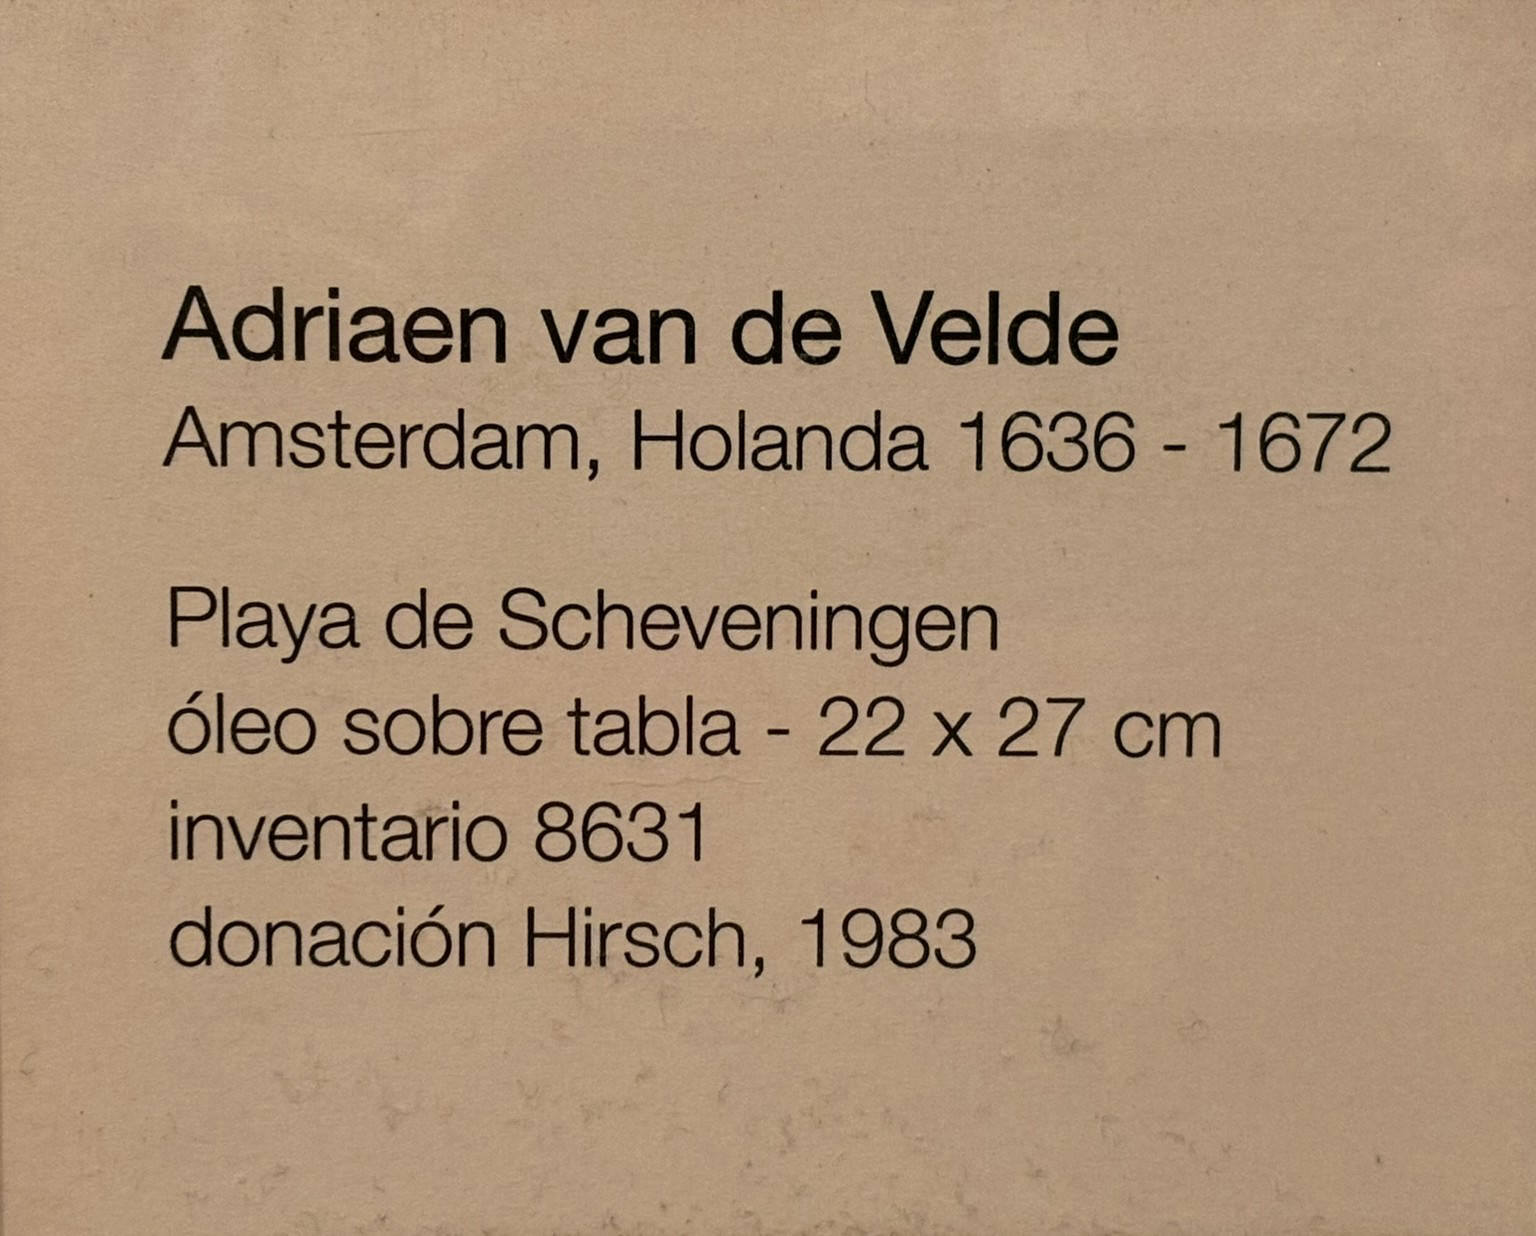 Adriaen van de Velde
Amsterdam, Holanda 1636 - 1672
Playa de Scheveningen
óleo sobre tabla - 22 x 27 cm
inventario 8631
donación Hirsch, 1983